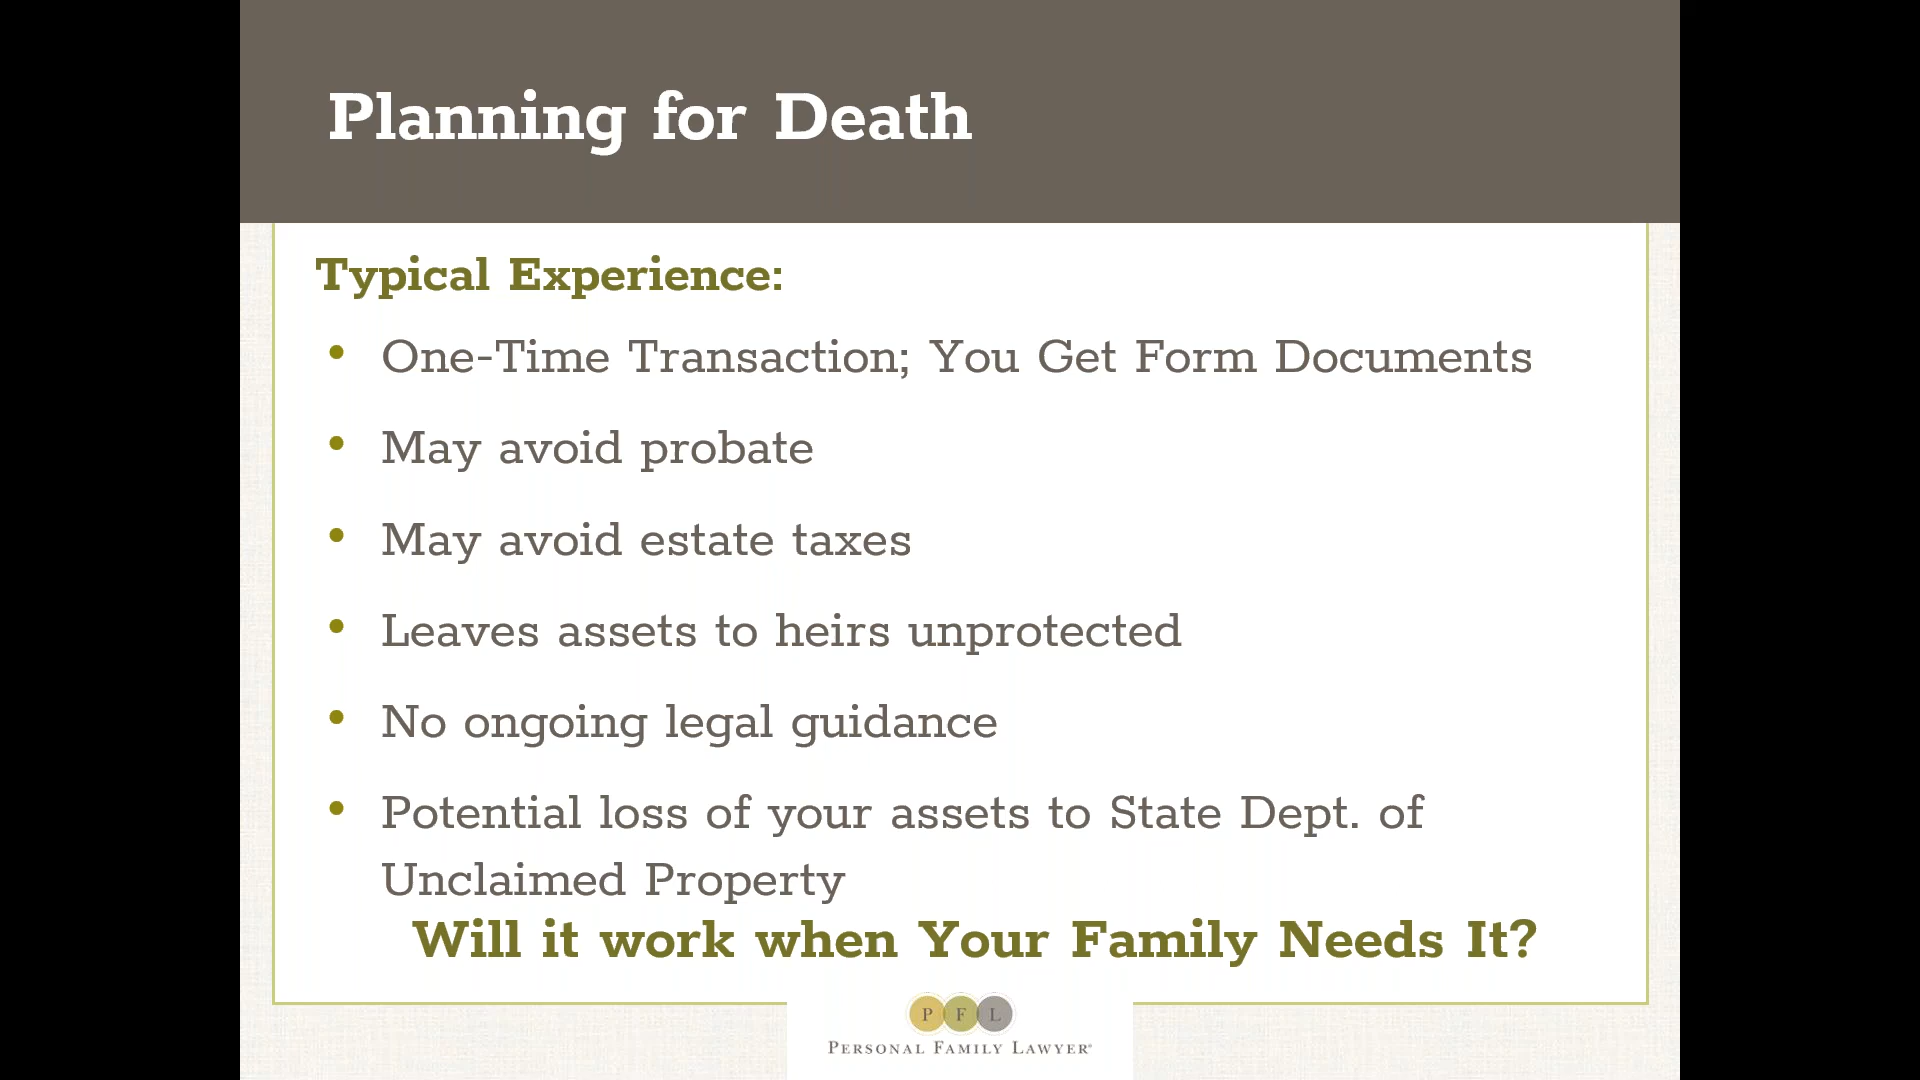 Planning for Death
Typical Experience:
• One-Time Transaction; You Get Form Documents
• May avoid probate
• May avoid estate taxes
• Leaves assets to heirs unprotected
• No ongoing legal guidance
• Potential loss of your assets to State Dept. of
Unclaimed Property
Will it work when Your Family Needs It?
P F L
Personal Family Lawyer®